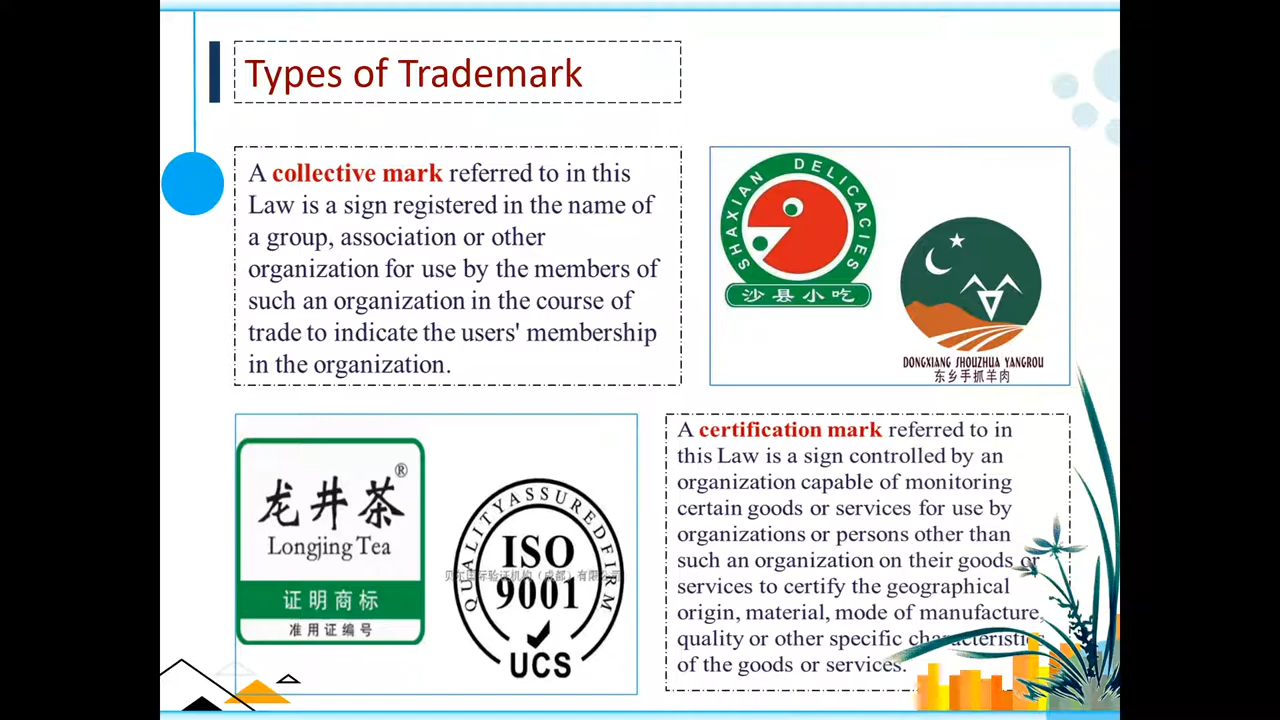 Types of Trademark
A collective mark referred to in this
Law is a sign registered in the name of
a group, association or other
organization for use by the members of
such an organization in the course of
trade to indicate the users' membership
in the organization.
SHAXIAN DELICACIES
沙县小吃
DONGXIANG SHOUZHUA YANGROU
东乡手抓羊肉
龙井茶®
Longjing Tea
证明商标
准用证编号
QUALITY ASSURED FIRM
ISO
9001
UCS
A certification mark referred to in
this Law is a sign controlled by an
organization capable of monitoring
certain goods or services for use by
organizations or persons other than
such an organization on their goods or
services to certify the geographical
origin, material, mode of manufacture,
quality or other specific characteristics
of the goods or services.